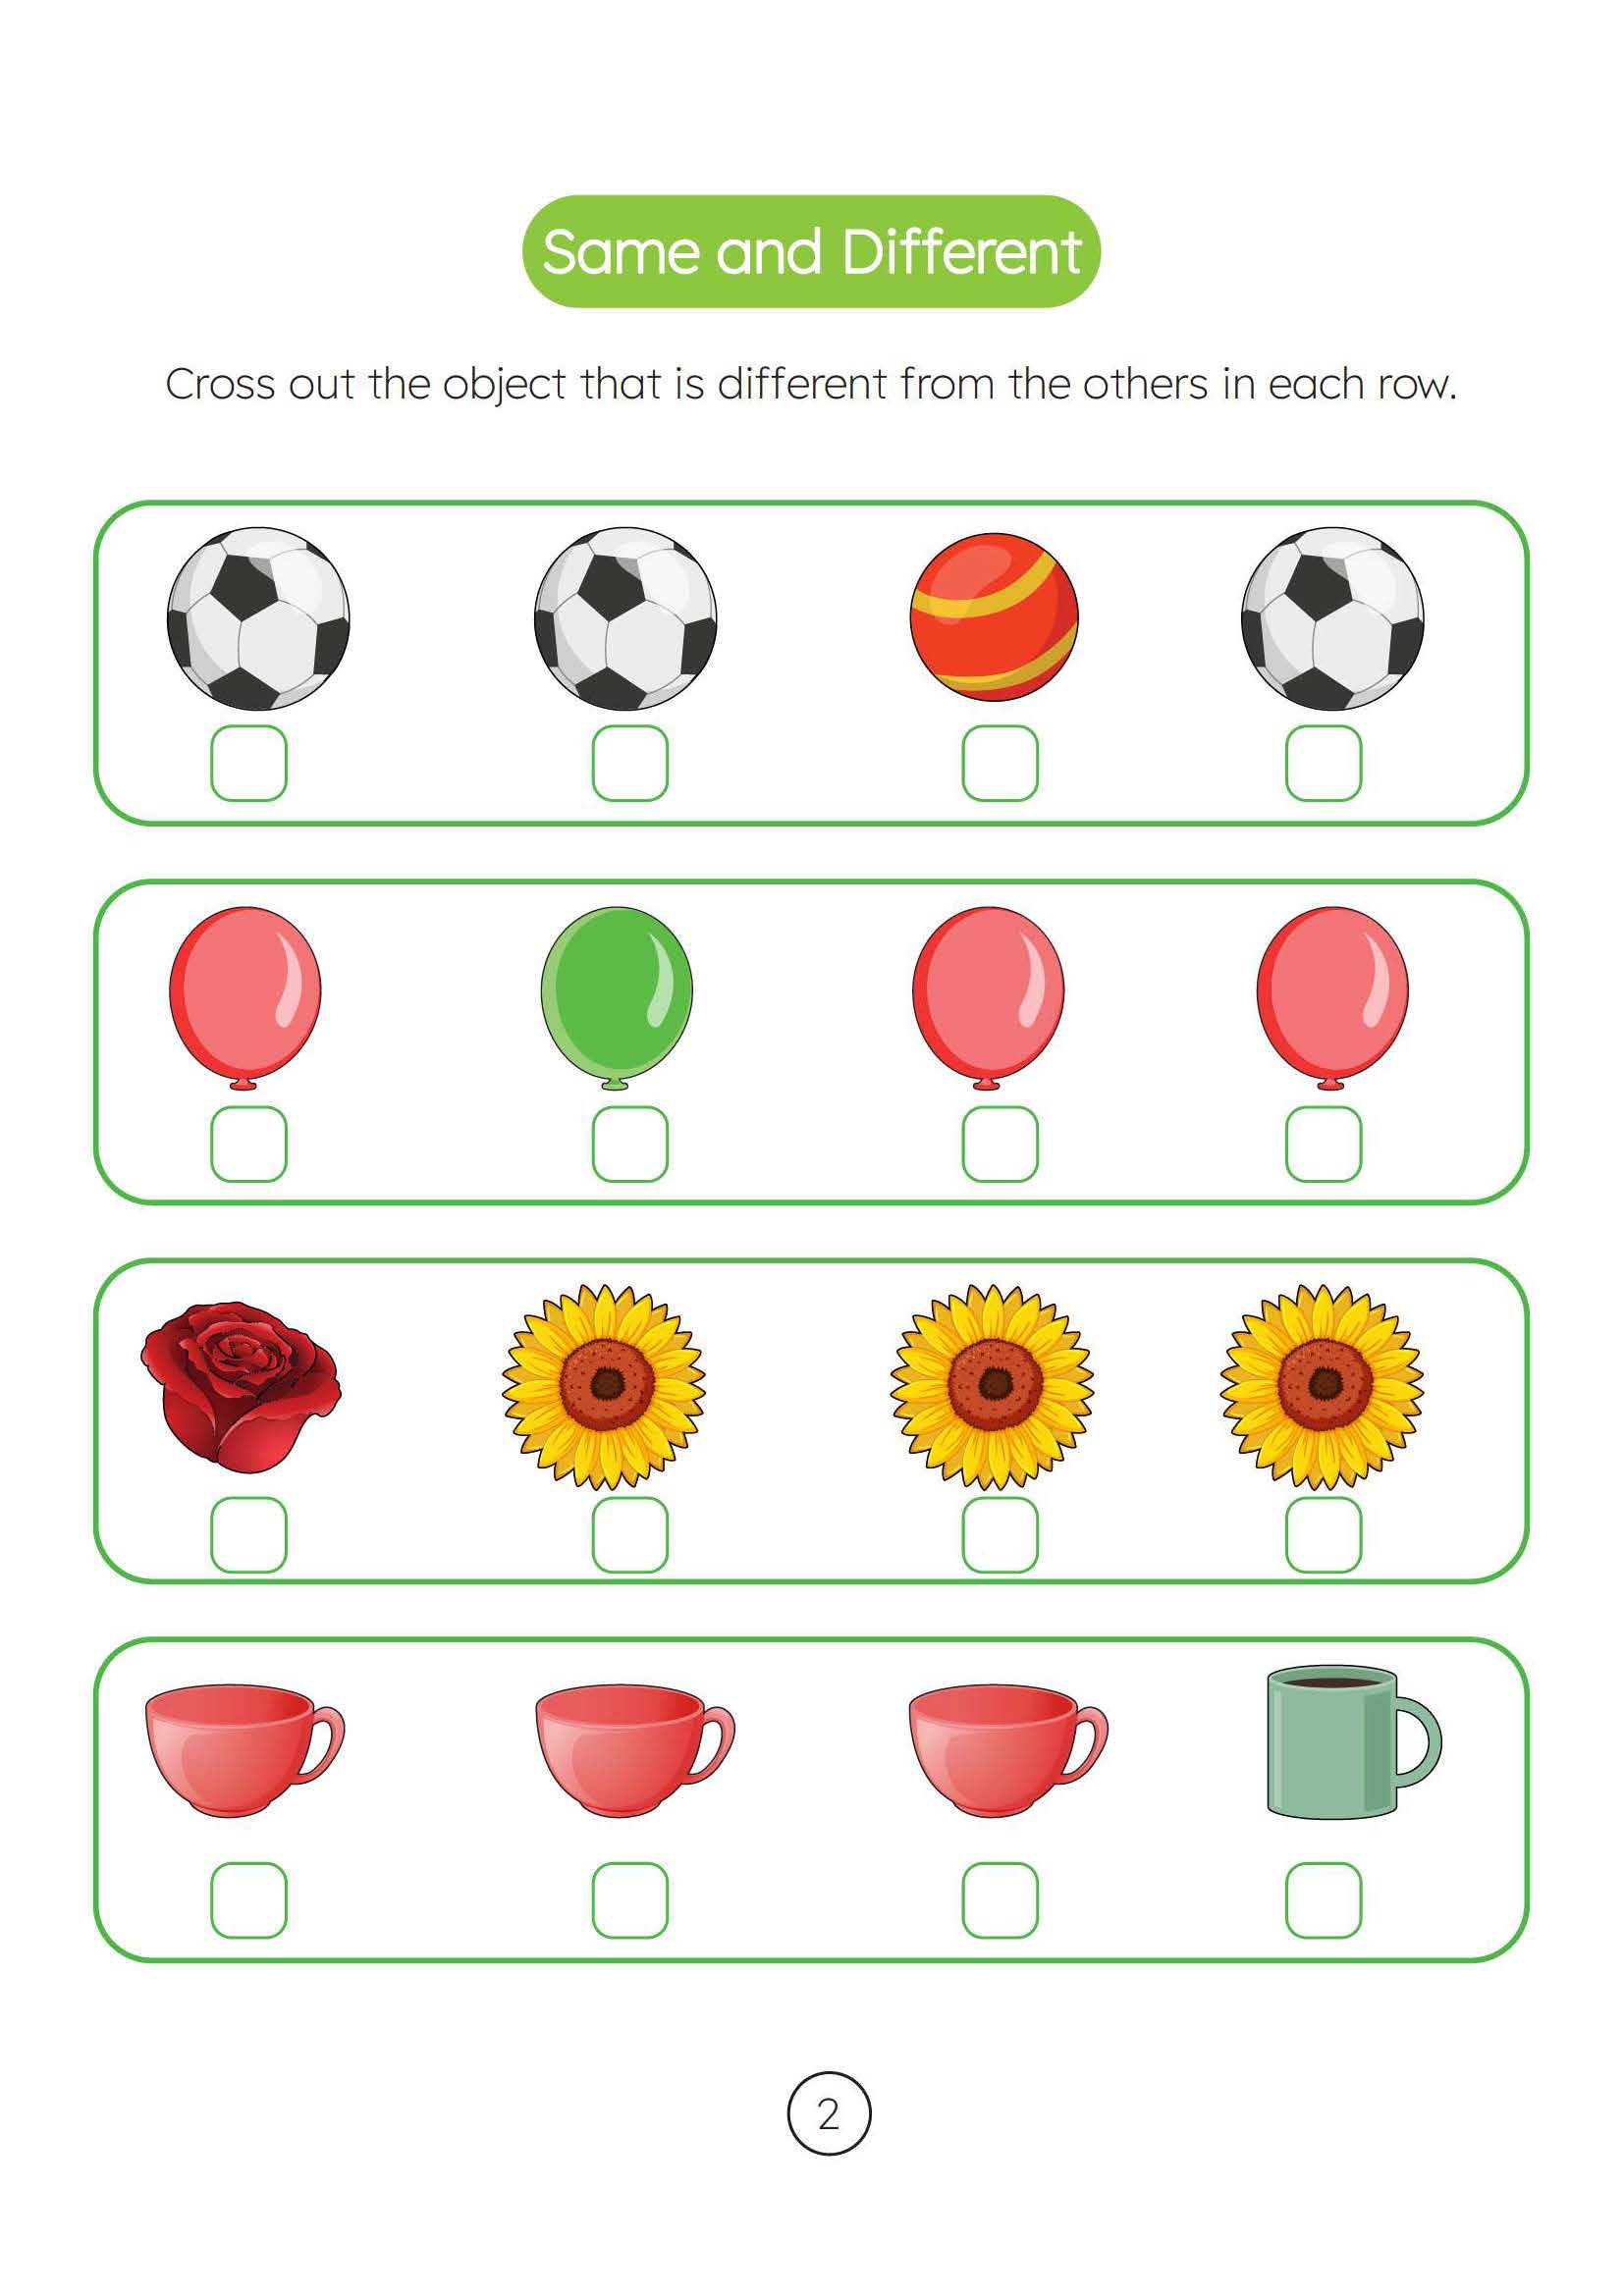 Same and Different
Cross out the object that is different from the others in each row.
2